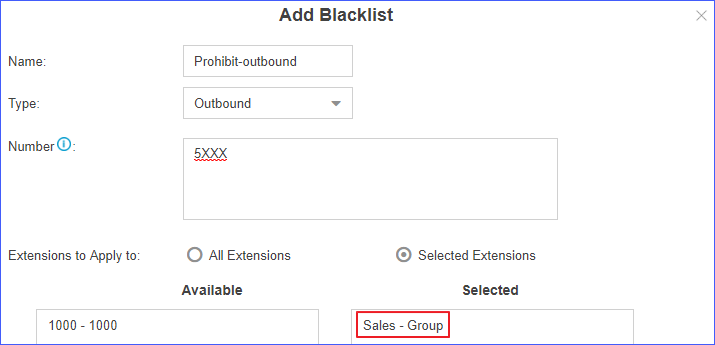 Add Blacklist
Name: Prohibit-outbound
Type: Outbound
Number : 5XXX
Extensions to Apply to: All Extensions Selected Extensions
Available Selected
1000 - 1000 Sales - Group